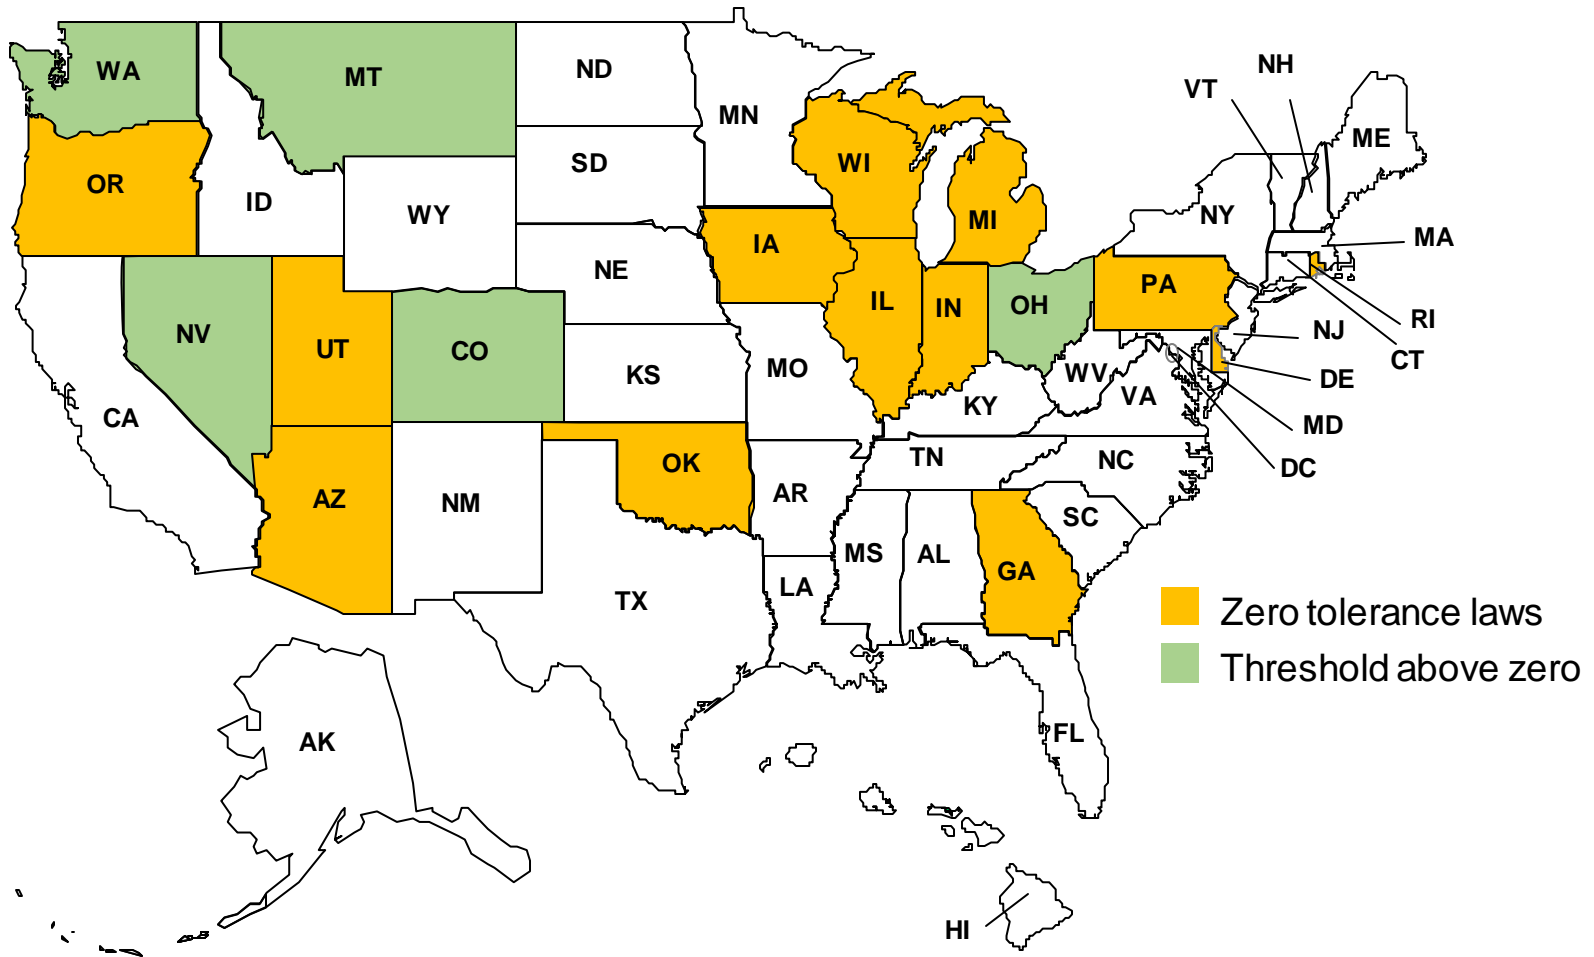 WA
MT
ND
MN
VT
NH
ME
OR
ID
WY
SD
WI
MI
NY
MA
NV
UT
CO
NE
IA
IL
IN
OH
PA
NJ
RI
CT
CA
KS
MO
KY
WV
VA
DE
MD
DC
AZ
NM
OK
AR
TN
NC
SC
TX
LA
MS
AL
GA
FL
AK
HI
Zero tolerance laws
Threshold above zero